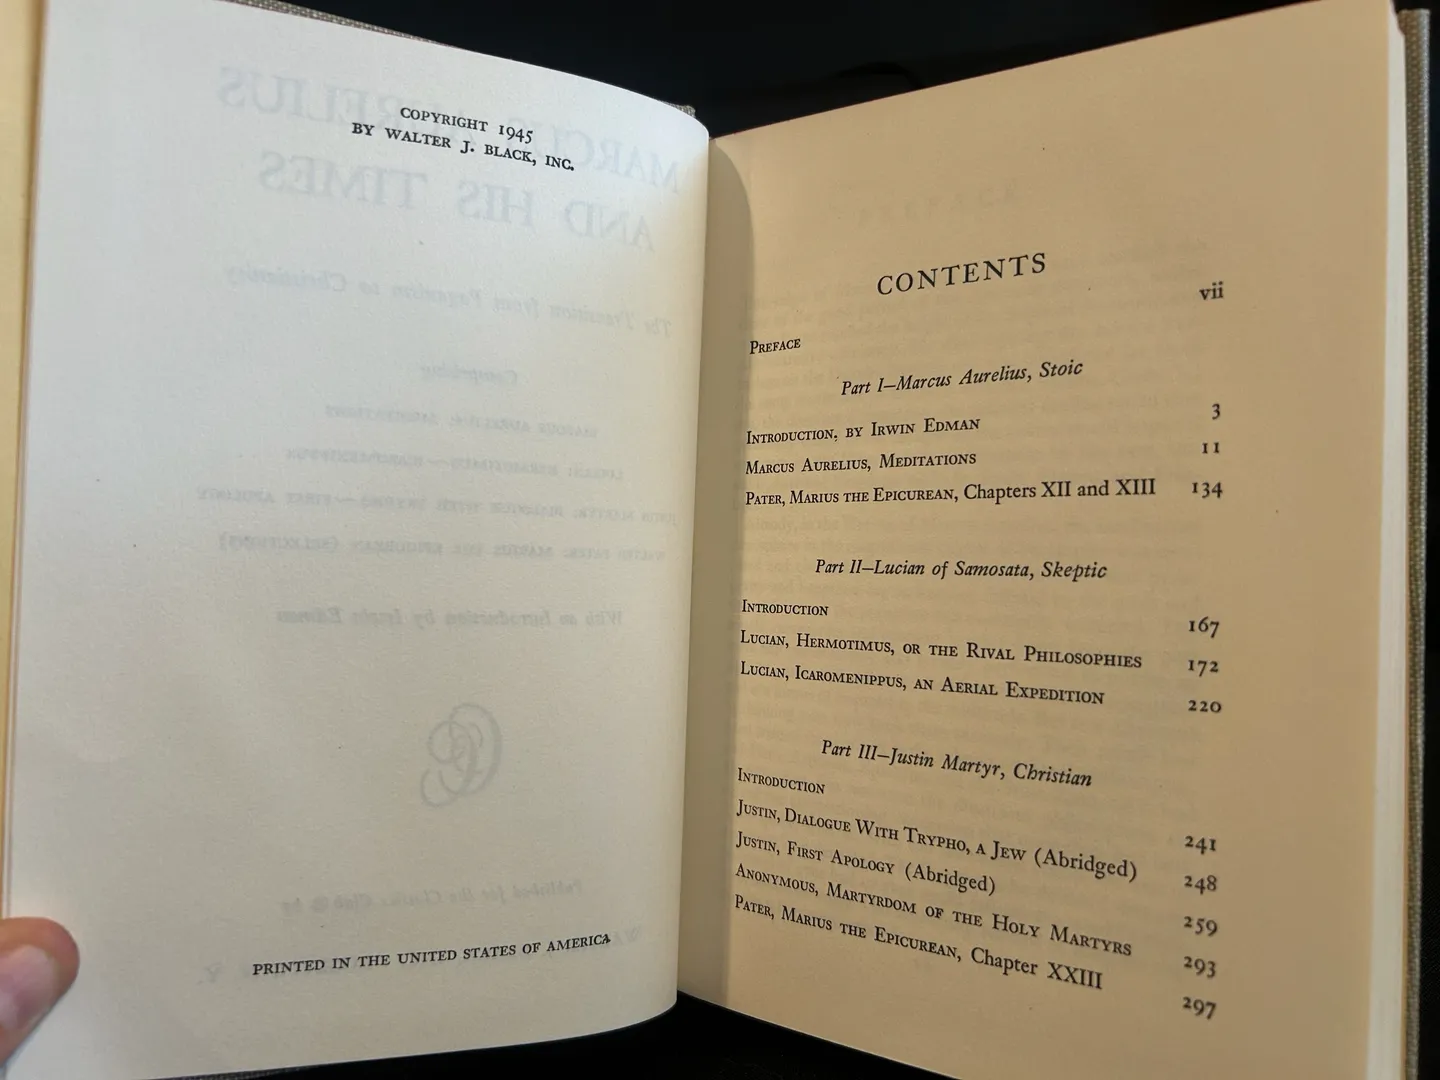 COPYRIGHT 1945
BY WALTER J. BLACK, INC.
PRINTED IN THE UNITED STATES OF AMERICA
CONTENTS
PREFACE vii
Part I—Marcus Aurelius, Stoic
INTRODUCTION, BY IRWIN EDMAN 3
MARCUS AURELIUS, MEDITATIONS 11
PATER, MARIUS THE EPICUREAN, Chapters XII and XIII 134
Part II—Lucian of Samosata, Skeptic
INTRODUCTION 167
LUCIAN, HERMOTIMUS, OR THE RIVAL PHILOSOPHIES 172
LUCIAN, ICAROMENIPPUS, AN AERIAL EXPEDITION 220
Part III—Justin Martyr, Christian
INTRODUCTION 241
JUSTIN, DIALOGUE WITH TRYPHO, A JEW (Abridged) 248
JUSTIN, FIRST APOLOGY (Abridged) 259
ANONYMOUS, MARTYRDOM OF THE HOLY MARTYRS 293
PATER, MARIUS THE EPICUREAN, Chapter XXIII 297